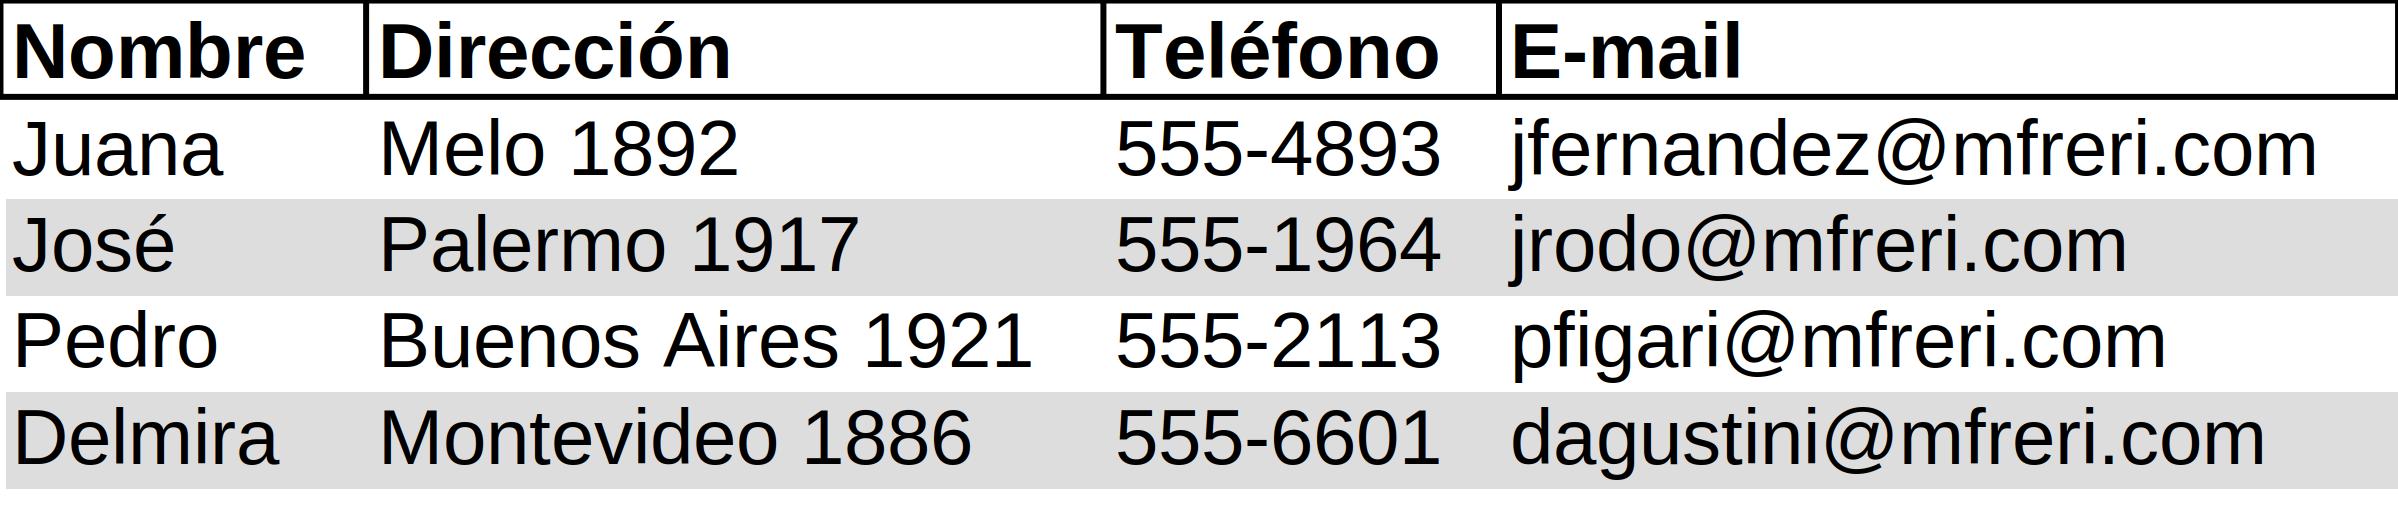 Nombre Dirección Teléfono E-mail
Juana Melo 1892 555-4893 jfernandez@mfreri.com
José Palermo 1917 555-1964 jrodo@mfreri.com
Pedro Buenos Aires 1921 555-2113 pfigari@mfreri.com
Delmira Montevideo 1886 555-6601 dagustini@mfreri.com